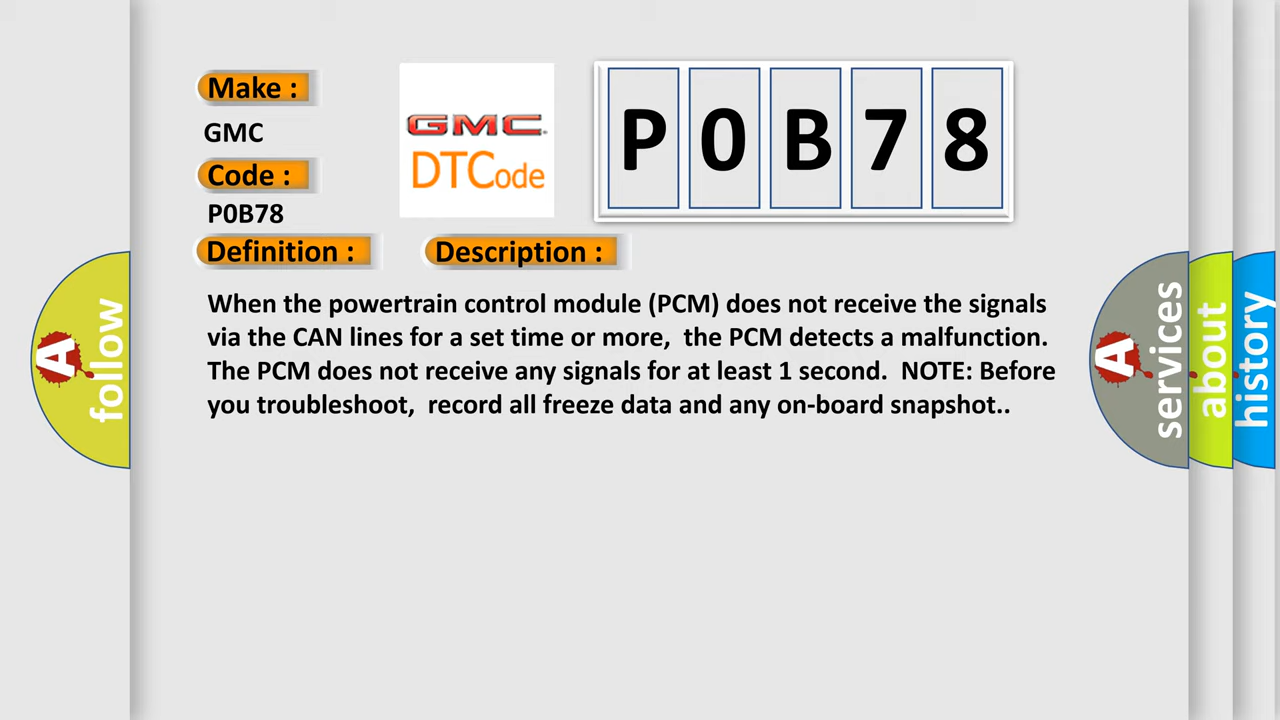 Make :
GMC
Code :
P0B78
Definition :
Description :
GMC
DTCode
P0B78
When the powertrain control module (PCM) does not receive the signals
via the CAN lines for a set time or more,  the PCM detects a malfunction.
The PCM does not receive any signals for at least 1 second.  NOTE: Before
you troubleshoot,  record all freeze data and any on-board snapshot..
A
follow
A
services
about
history